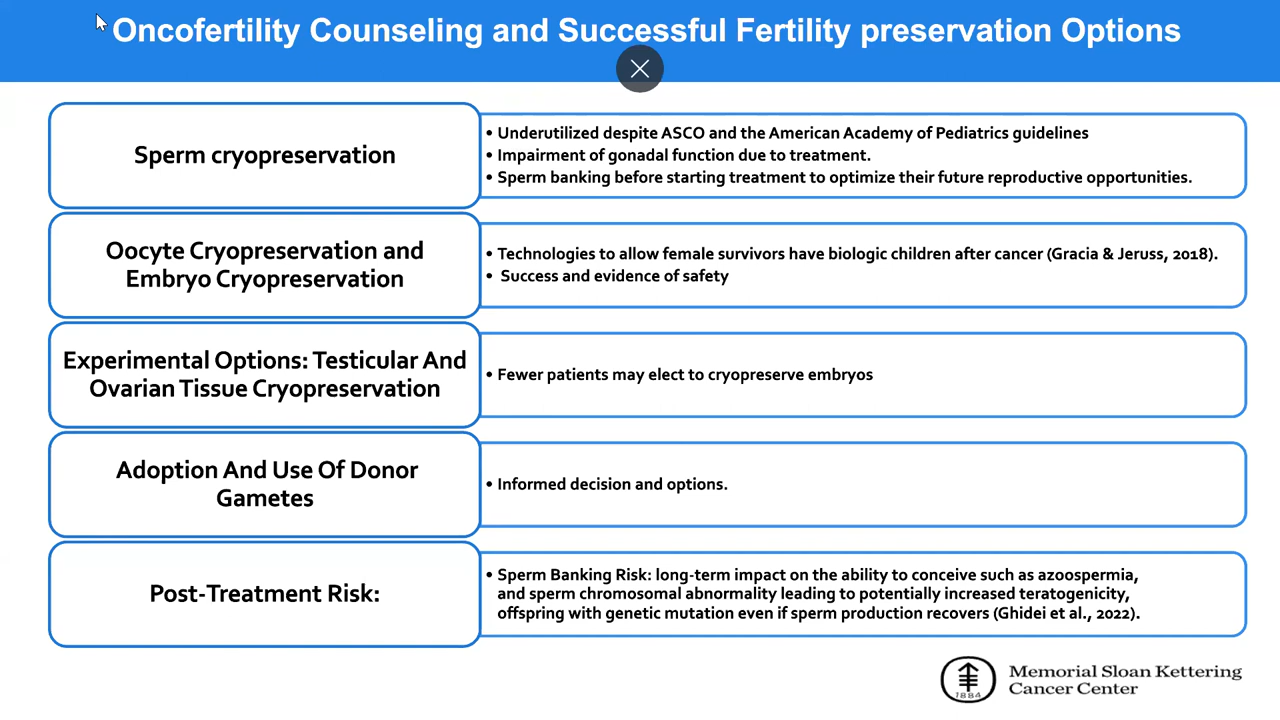 Oncofertility Counseling and Successful Fertility preservation Options
Sperm cryopreservation
• Underutilized despite ASCO and the American Academy of Pediatrics guidelines
• Impairment of gonadal function due to treatment.
• Sperm banking before starting treatment to optimize their future reproductive opportunities.
Oocyte Cryopreservation and
Embryo Cryopreservation
• Technologies to allow female survivors have biologic children after cancer (Gracia & Jeruss, 2018).
• Success and evidence of safety
Experimental Options: Testicular And
Ovarian Tissue Cryopreservation
• Fewer patients may elect to cryopreserve embryos
Adoption And Use Of Donor
Gametes
• Informed decision and options.
Post-Treatment Risk:
• Sperm Banking Risk: long-term impact on the ability to conceive such as azoospermia,
and sperm chromosomal abnormality leading to potentially increased teratogenicity,
offspring with genetic mutation even if sperm production recovers (Ghidei et al., 2022).
1884
Memorial Sloan Kettering
Cancer Center